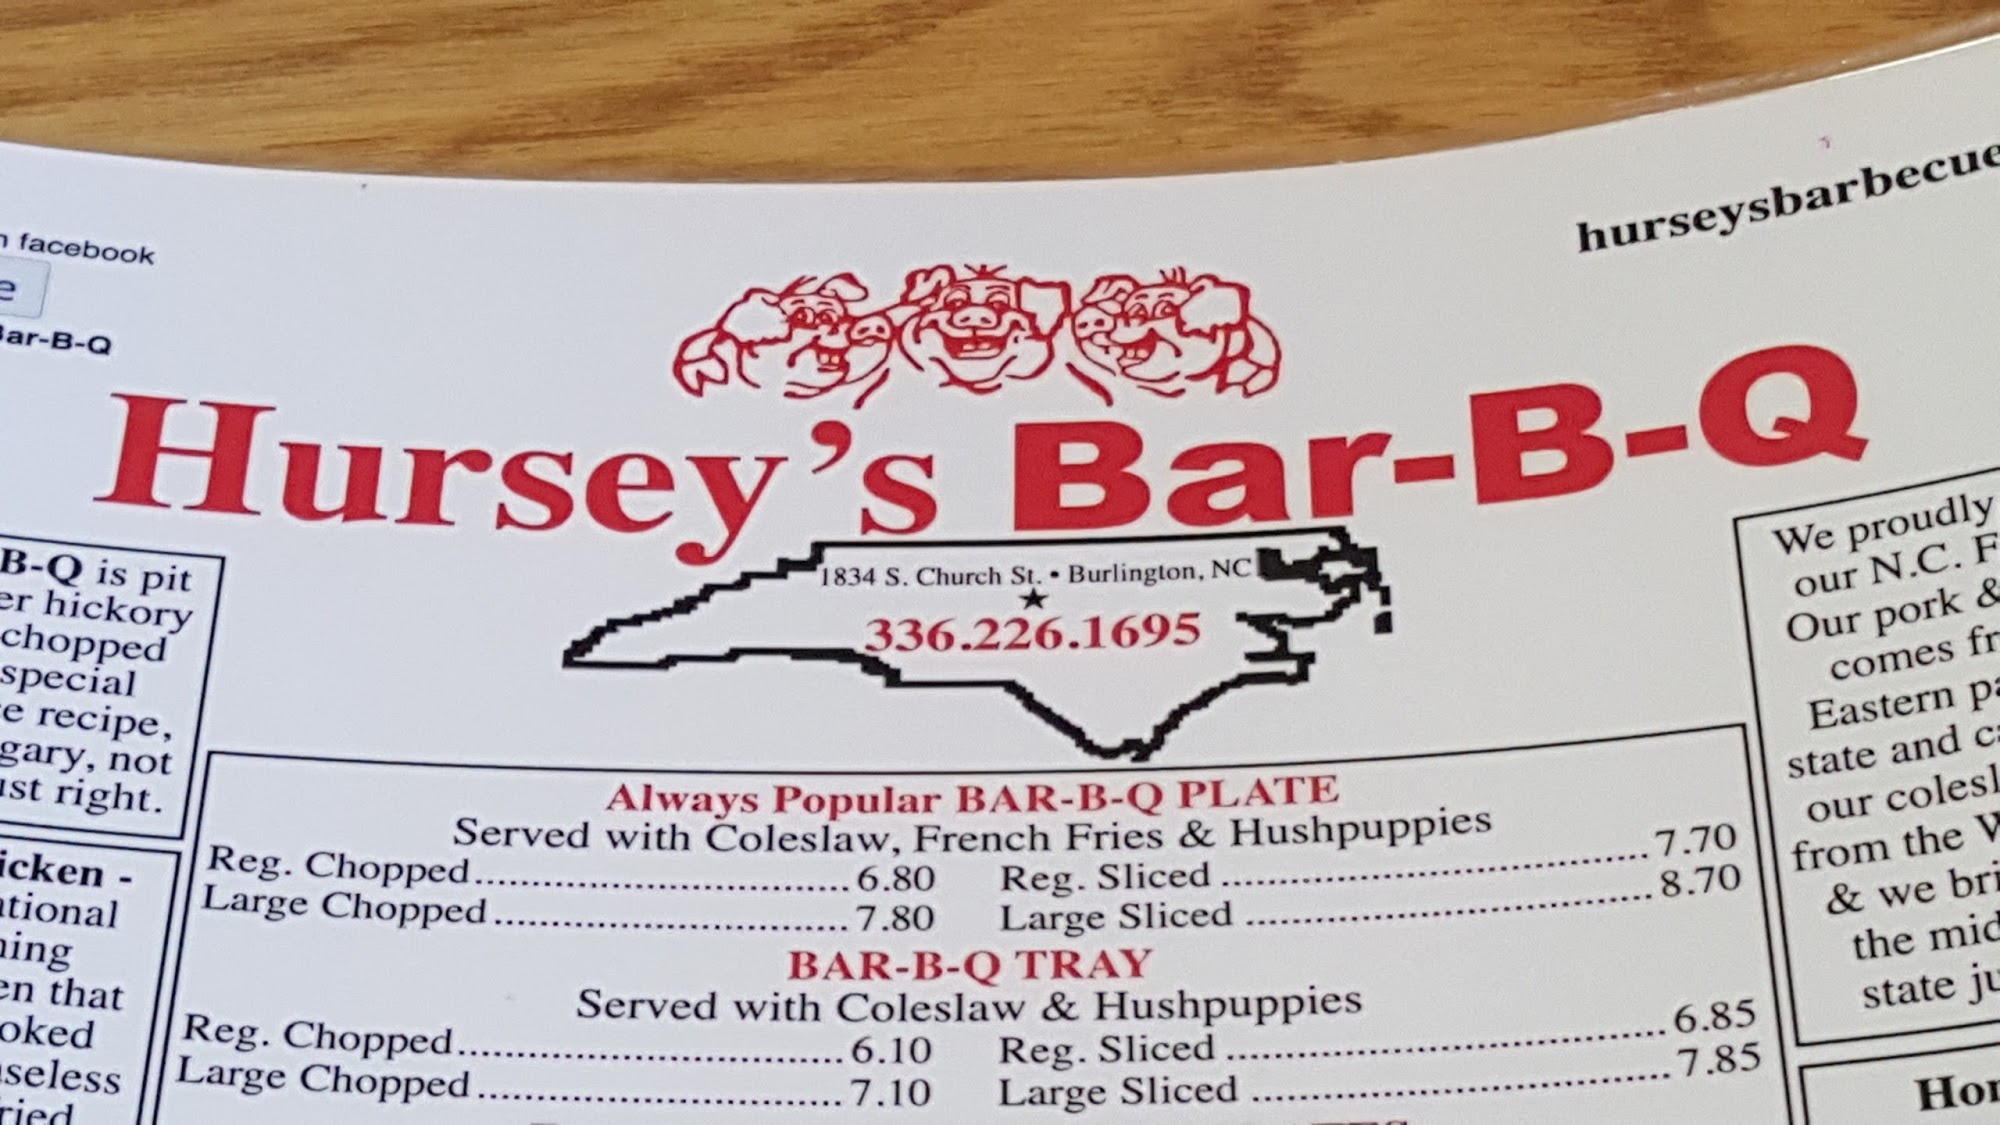 facebook
hurseysbarbecue
Bar-B-Q
Hursey's Bar-B-Q
1834 S. Church St. • Burlington, NC
336.226.1695
B-Q is pit
hickory
chopped
special
recipe,
not
right.
Always Popular BAR-B-Q PLATE
Served with Coleslaw, French Fries & Hushpuppies
Reg. Chopped 6.80 Reg. Sliced 7.70
Large Chopped 7.80 Large Sliced 8.70
BAR-B-Q TRAY
Served with Coleslaw & Hushpuppies
Reg. Chopped 6.10 Reg. Sliced 6.85
Large Chopped 7.10 Large Sliced 7.85
We proudly
our N.C. F
Our pork &
comes fr
Eastern pa
state and ca
our colesl
from the W
& we bri
the mid
state ju
Hon
icken -
tional
ning
en that
oked
seless
ried